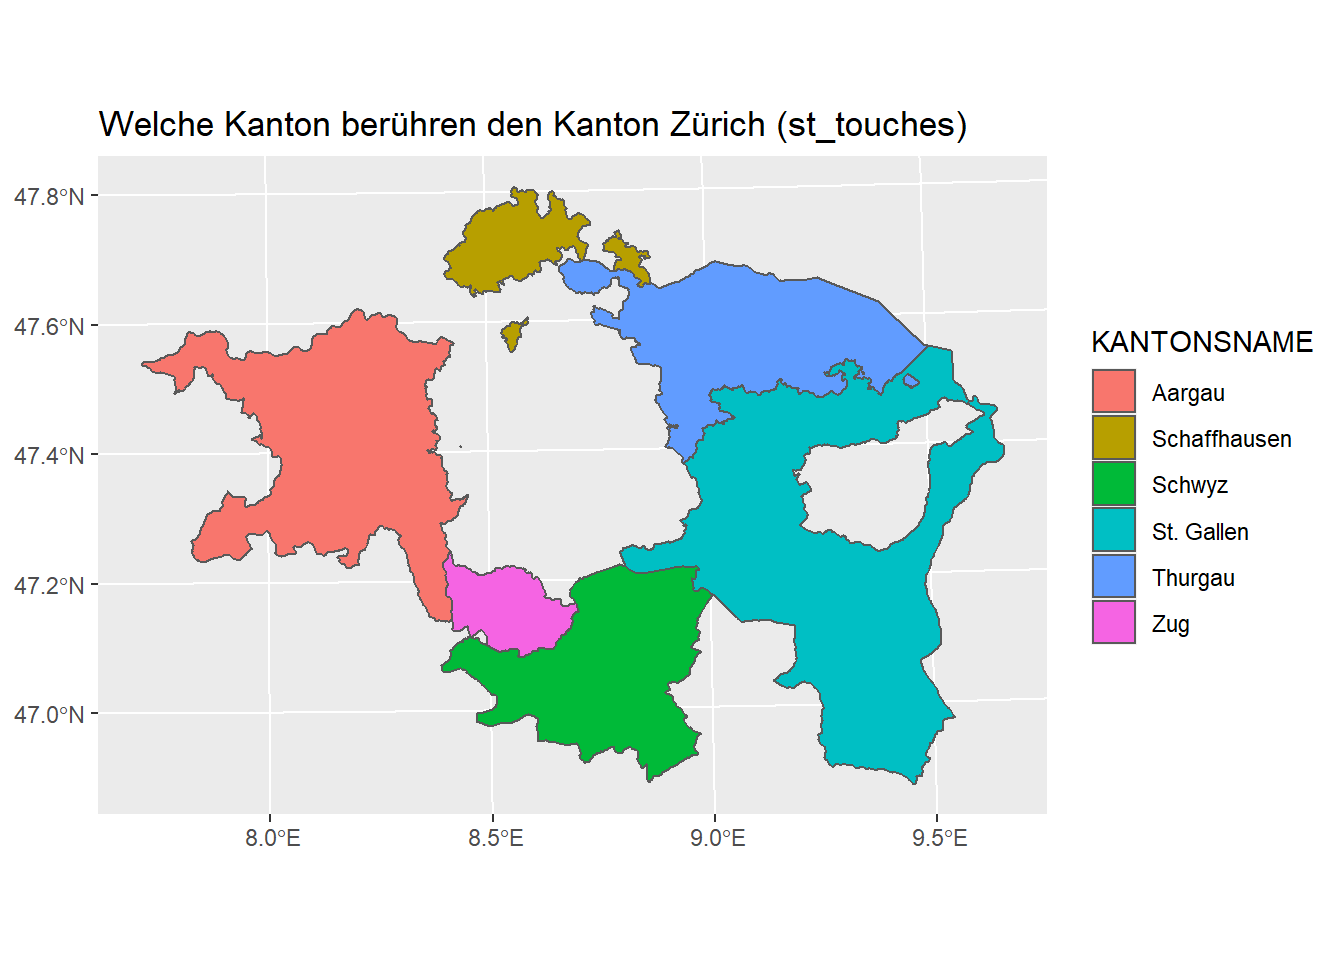 Welche Kanton berühren den Kanton Zürich (st_touches)
47.8°N
47.6°N
47.4°N
47.2°N
47.0°N
8.0°E
8.5°E
9.0°E
9.5°E
KANTONSNAME
Aargau
Schaffhausen
Schwyz
St. Gallen
Thurgau
Zug